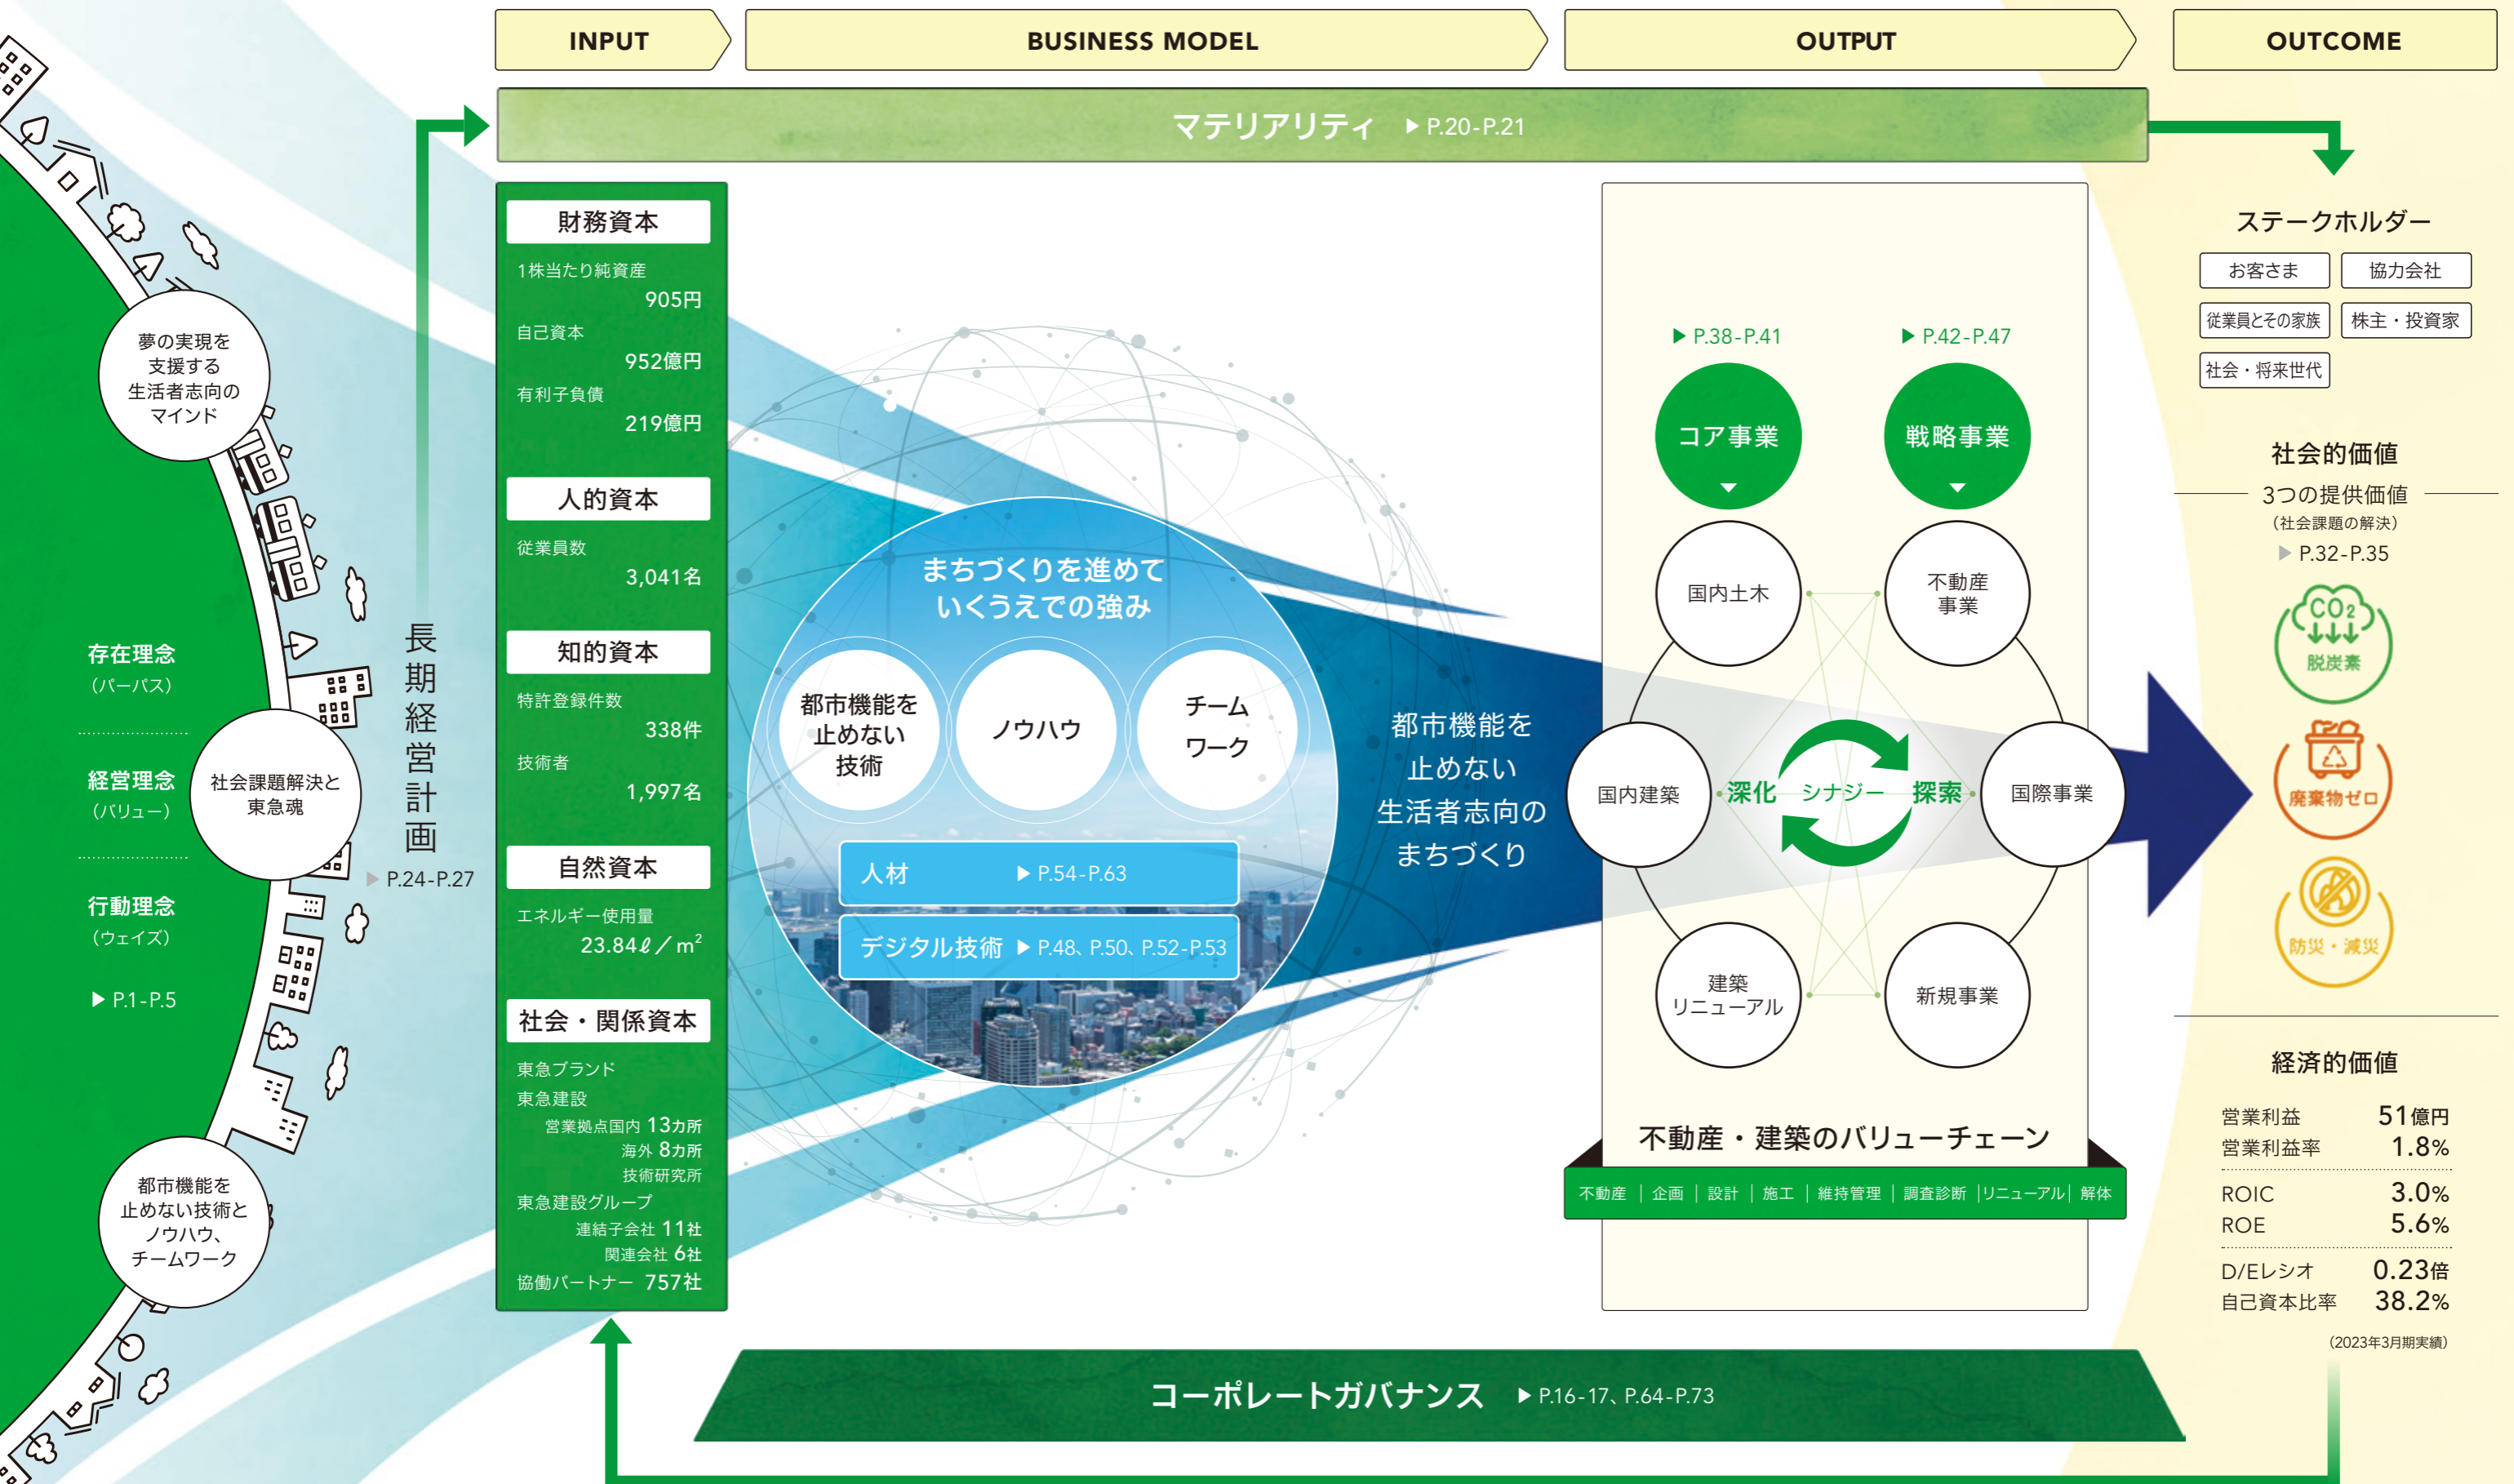 INPUT
BUSINESS MODEL
OUTPUT
OUTCOME
マテリアリティ ▶ P.20-P.21
夢の実現を
支援する
生活者志向の
マインド
存在理念
(パーパス)
経営理念
(バリュー)
行動理念
(ウェイズ)
▶ P.1-P.5
社会課題解決と
東急魂
都市機能を
止めない技術と
ノウハウ、
チームワーク
長期経営計画
▶ P.24-P.27
財務資本
1株当たり純資産
905円
自己資本
952億円
有利子負債
219億円
人的資本
従業員数
3,041名
知的資本
特許登録件数
338件
技術者
1,997名
自然資本
エネルギー使用量
23.84ℓ/m²
社会・関係資本
東急ブランド
東急建設
営業拠点国内 13カ所
海外 8カ所
技術研究所
東急建設グループ
連結子会社 11社
関連会社 6社
協働パートナー 757社
まちづくりを進めて
いくうえでの強み
都市機能を
止めない
技術
ノウハウ
チーム
ワーク
人材 ▶ P.54-P.63
デジタル技術 ▶ P.48、P.50、P.52-P.53
都市機能を
止めない
生活者志向の
まちづくり
▶ P.38-P.41
コア事業
▶ P.42-P.47
戦略事業
国内土木
不動産
事業
国内建築
深化 シナジー 探索
国際事業
建築
リニューアル
新規事業
不動産・建築のバリューチェーン
不動産|企画|設計|施工|維持管理|調査診断|リニューアル|解体
ステークホルダー
お客さま
協力会社
従業員とその家族
株主・投資家
社会・将来世代
社会的価値
3つの提供価値
(社会課題の解決)
▶ P.32-P.35
CO2
脱炭素
廃棄物ゼロ
防災・減災
経済的価値
営業利益 51億円
営業利益率 1.8%
ROIC 3.0%
ROE 5.6%
D/Eレシオ 0.23倍
自己資本比率 38.2%
(2023年3月期実績)
コーポレートガバナンス ▶ P.16-17、P.64-P.73